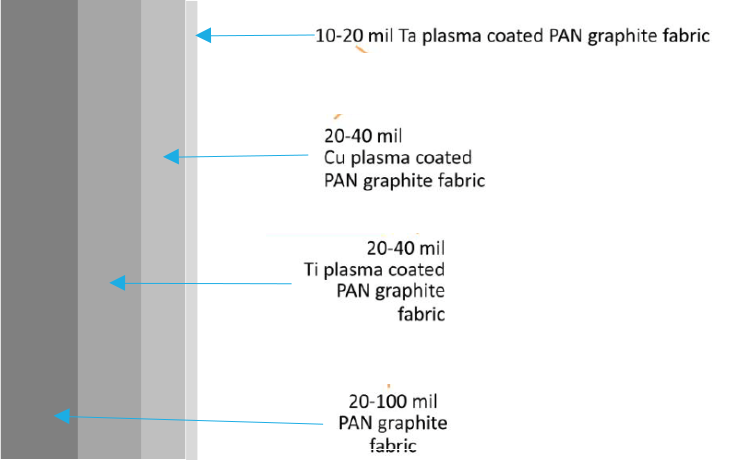 10-20 mil Ta plasma coated PAN graphite fabric
20-40 mil
Cu plasma coated
PAN graphite fabric
20-40 mil
Ti plasma coated
PAN graphite
fabric
20-100 mil
PAN graphite
fabric